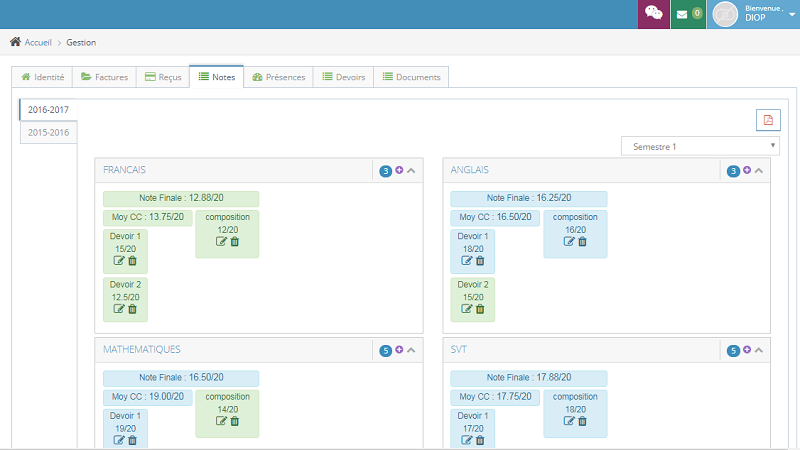 Bienvenue ,
0 DIOP
Accueil > Gestion
Identité Factures Reçus Notes Présences Devoirs Documents
2016-2017
2015-2016
Semestre 1
FRANCAIS 3
Note Finale : 12.88/20
Moy CC : 13.75/20 composition
12/20
Devoir 1
15/20
Devoir 2
12.5/20
ANGLAIS 3
Note Finale : 16.25/20
Moy CC : 16.50/20 composition
16/20
Devoir 1
18/20
Devoir 2
15/20
MATHEMATIQUES 5
Note Finale : 16.50/20
Moy CC : 19.00/20 composition
14/20
Devoir 1
19/20
SVT 5
Note Finale : 17.88/20
Moy CC : 17.75/20 composition
18/20
Devoir 1
17/20